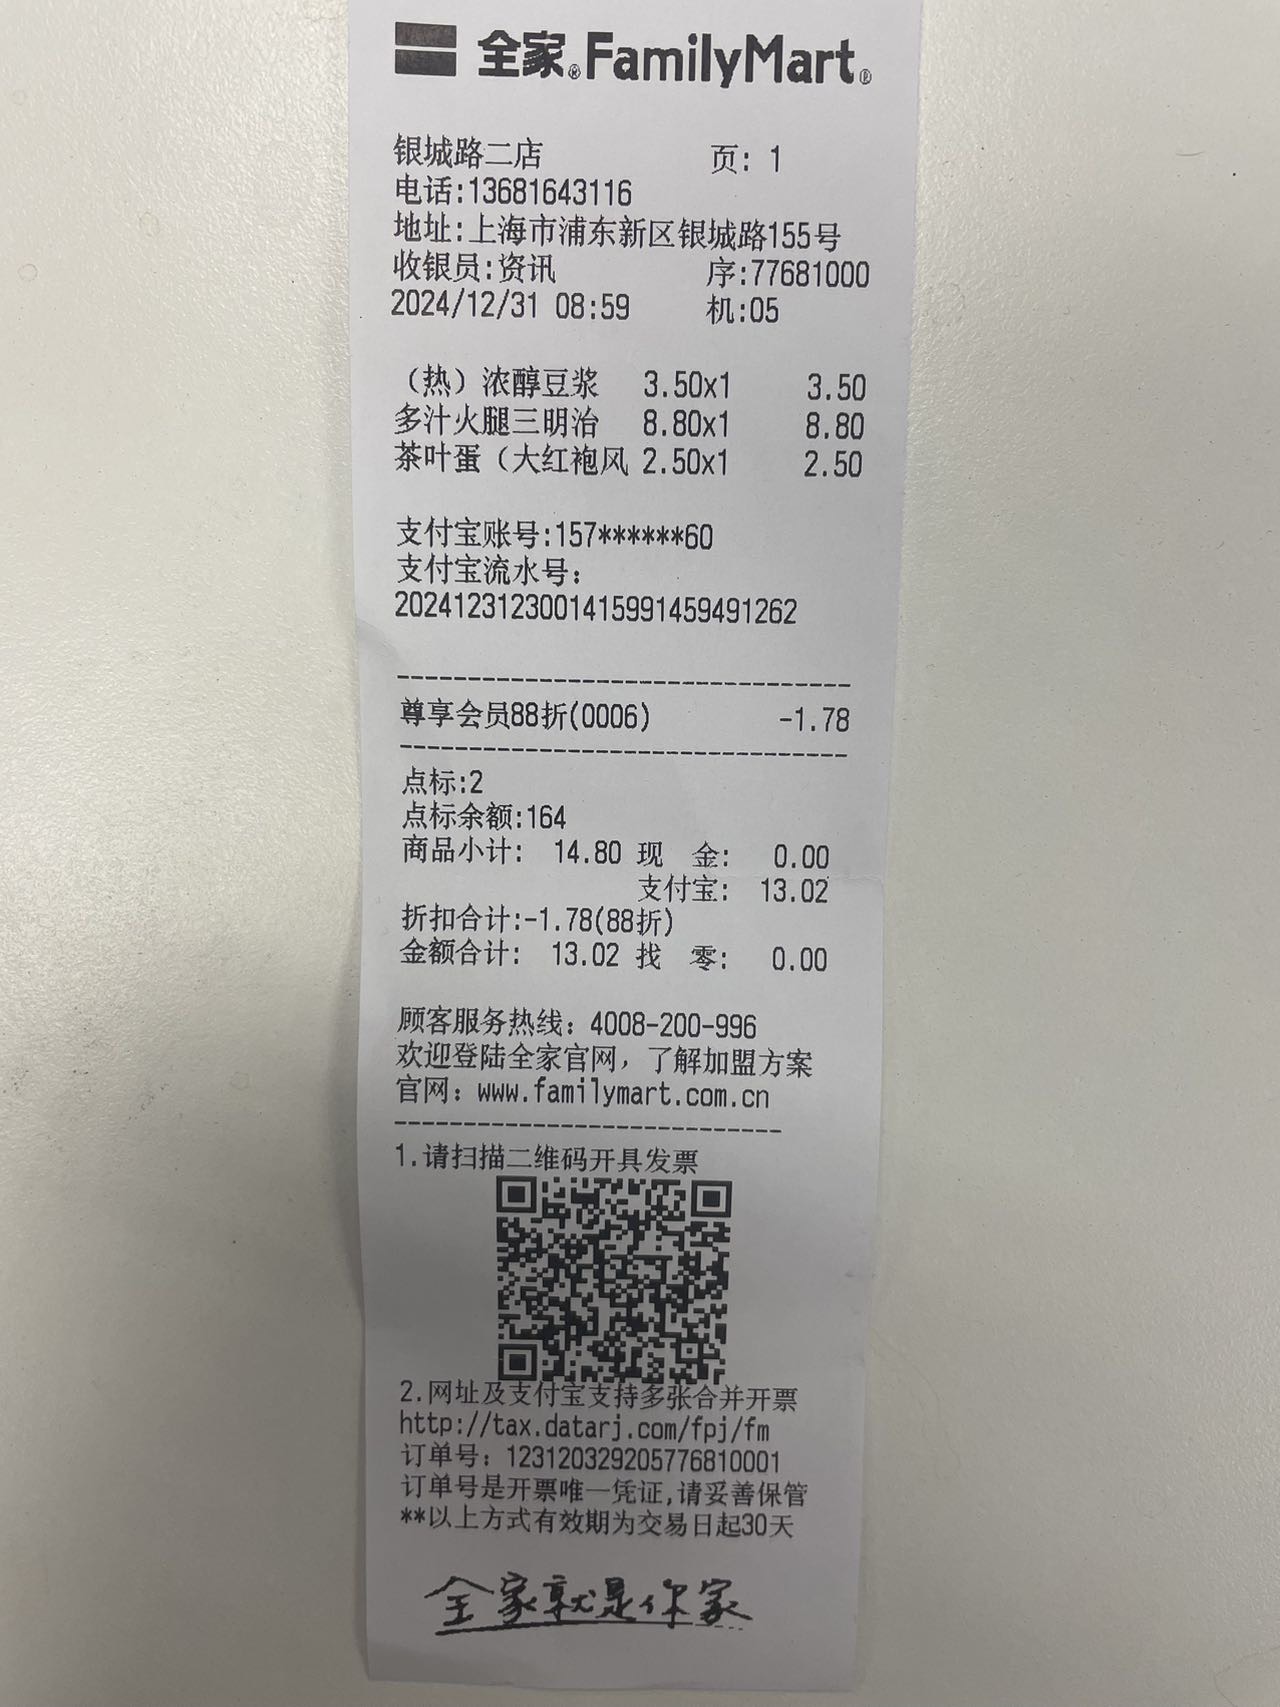 全家® FamilyMart®
银城路二店 页: 1
电话:13681643116
地址:上海市浦东新区银城路155号
收银员:资讯 序:77681000
2024/12/31 08:59 机:05
（热）浓醇豆浆 3.50x1 3.50
多汁火腿三明治 8.80x1 8.80
茶叶蛋（大红袍风 2.50x1 2.50
支付宝账号:157******60
支付宝流水号:
2024123123001415991459491262
尊享会员88折(0006) -1.78
点标:2
点标余额:164
商品小计: 14.80 现 金: 0.00
支付宝: 13.02
折扣合计:-1.78(88折)
金额合计: 13.02 找 零: 0.00
顾客服务热线: 4008-200-996
欢迎登陆全家官网，了解加盟方案
官网: www.familymart.com.cn
1.请扫描二维码开具发票
2.网址及支付宝支持多张合并开票
http://tax.datarj.com/fpj/fm
订单号: 123120329205776810001
订单号是开票唯一凭证,请妥善保管
**以上方式有效期为交易日起30天
全家就是你家